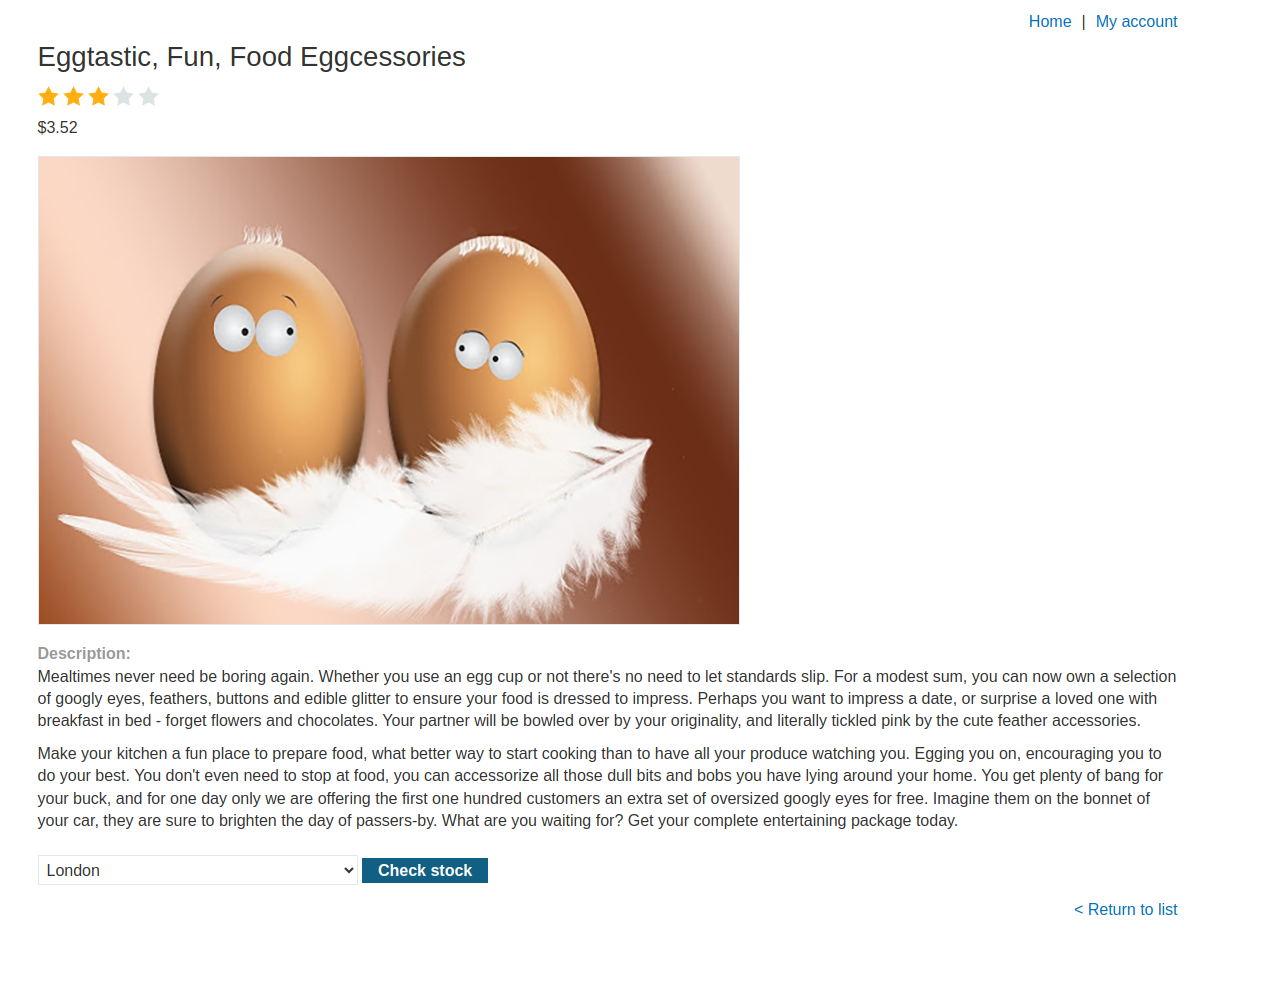 Home | My account
Eggtastic, Fun, Food Eggcessories
$3.52
Description:
Mealtimes never need be boring again. Whether you use an egg cup or not there's no need to let standards slip. For a modest sum, you can now own a selection
of googly eyes, feathers, buttons and edible glitter to ensure your food is dressed to impress. Perhaps you want to impress a date, or surprise a loved one with
breakfast in bed - forget flowers and chocolates. Your partner will be bowled over by your originality, and literally tickled pink by the cute feather accessories.
Make your kitchen a fun place to prepare food, what better way to start cooking than to have all your produce watching you. Egging you on, encouraging you to
do your best. You don't even need to stop at food, you can accessorize all those dull bits and bobs you have lying around your home. You get plenty of bang for
your buck, and for one day only we are offering the first one hundred customers an extra set of oversized googly eyes for free. Imagine them on the bonnet of
your car, they are sure to brighten the day of passers-by. What are you waiting for? Get your complete entertaining package today.
London Check stock
< Return to list